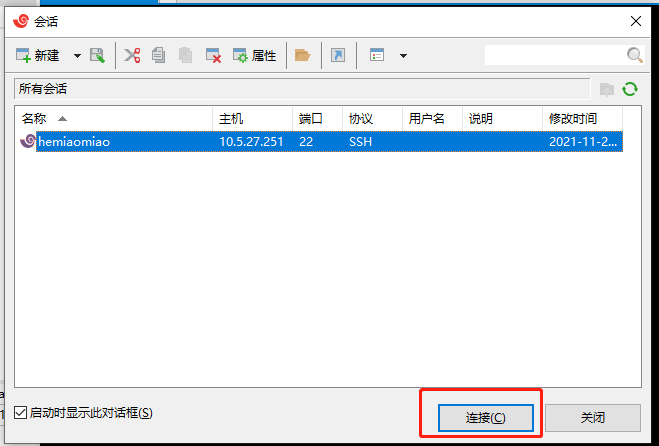 会话
新建 属性
所有会话
名称 主机 端口 协议 用户名 说明 修改时间
hemiaomiao 10.5.27.251 22 SSH 2021-11-2...
启动时显示此对话框(S) 连接(C) 关闭